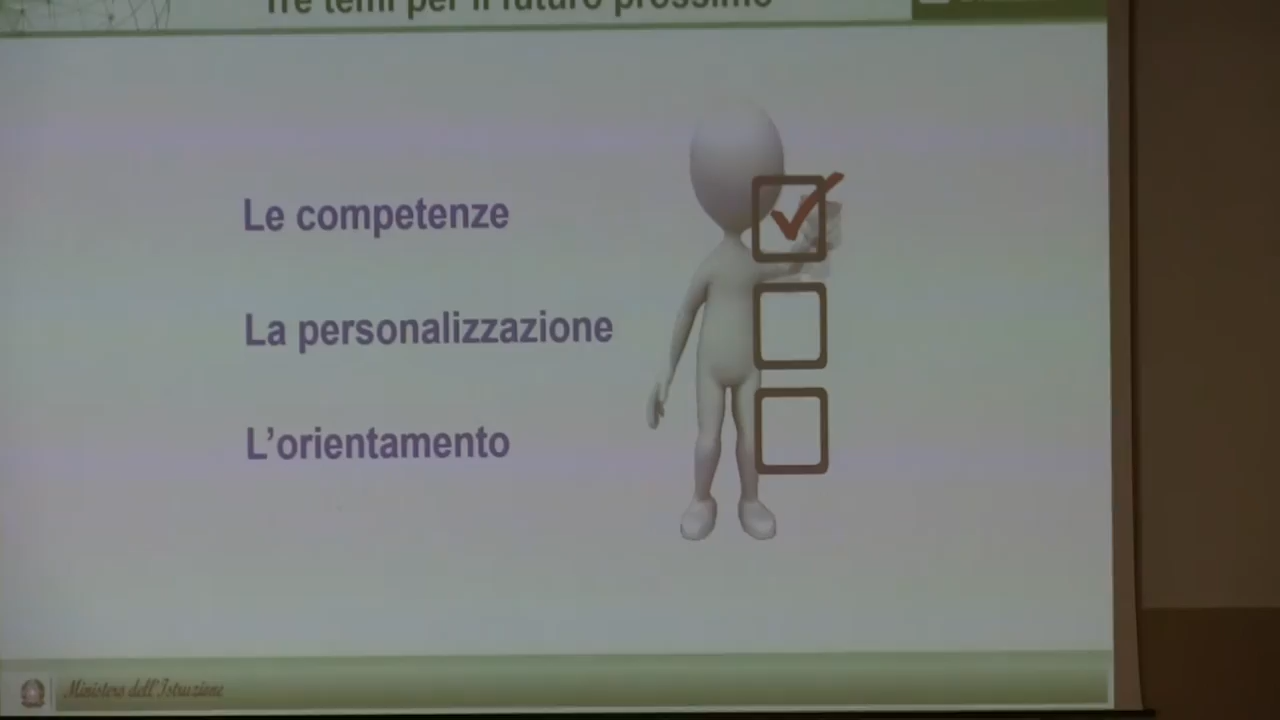 Tre temi per il futuro prossimo
Le competenze
La personalizzazione
L'orientamento
Ministero dell'Istruzione